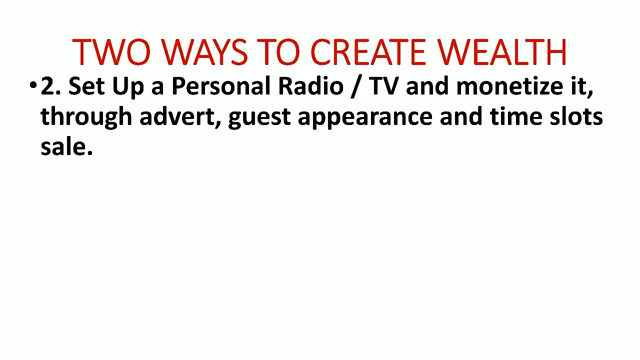 TWO WAYS TO CREATE WEALTH
•2. Set Up a Personal Radio / TV and monetize it,
through advert, guest appearance and time slots
sale.